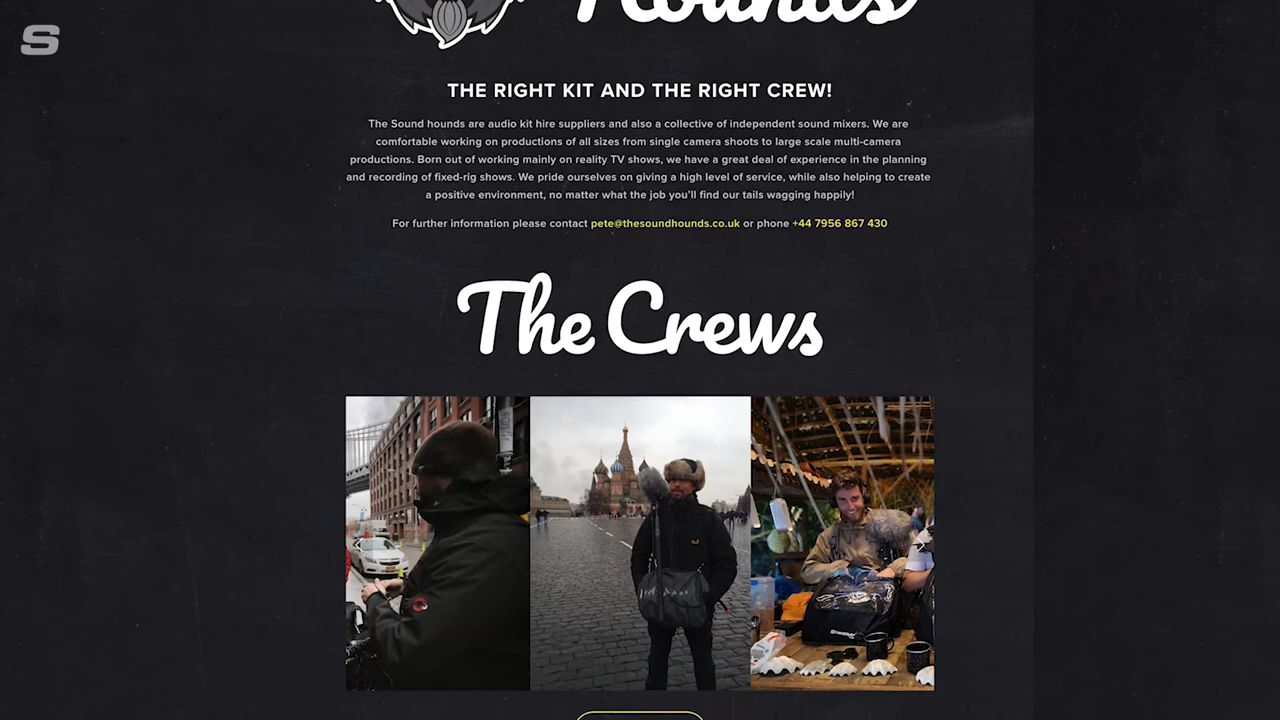 S
Hounds
THE RIGHT KIT AND THE RIGHT CREW!
The Sound hounds are audio kit hire suppliers and also a collective of independent sound mixers. We are
comfortable working on productions of all sizes from single camera shoots to large scale multi-camera
productions. Born out of working mainly on reality TV shows, we have a great deal of experience in the planning
and recording of fixed-rig shows. We pride ourselves on giving a high level of service, while also helping to create
a positive environment, no matter what the job you'll find our tails wagging happily!
For further information please contact pete@thesoundhounds.co.uk or phone +44 7956 867 430
The Crews